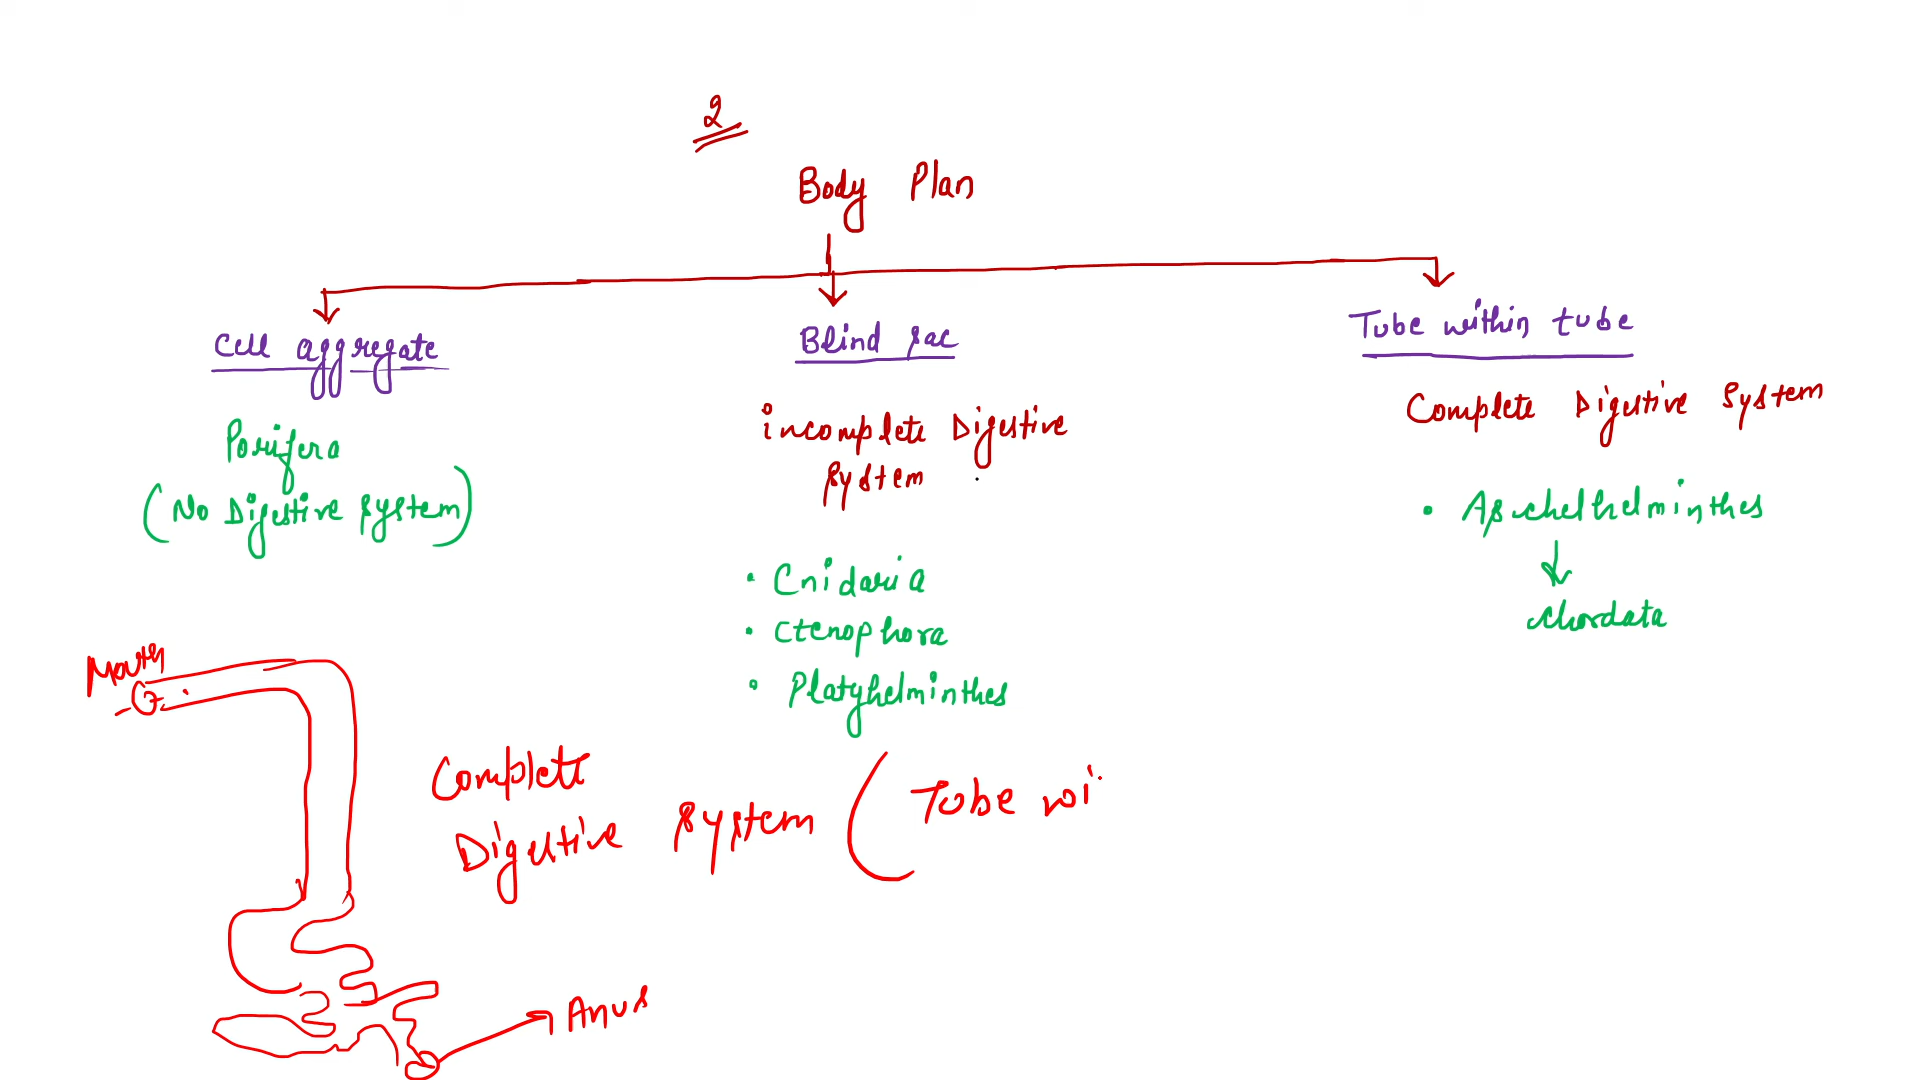 2
Body Plan
Cell aggregate
Porifera
(No Digestive system)
Blind sac
incomplete Digestive
system
• Cnidaria
• Ctenophora
• Platyhelminthes
Tube within tube
Complete Digestive System
• Aschelhelminthes
Chordata
Mouth
Complete
Digestive system (Tube wi
Anus